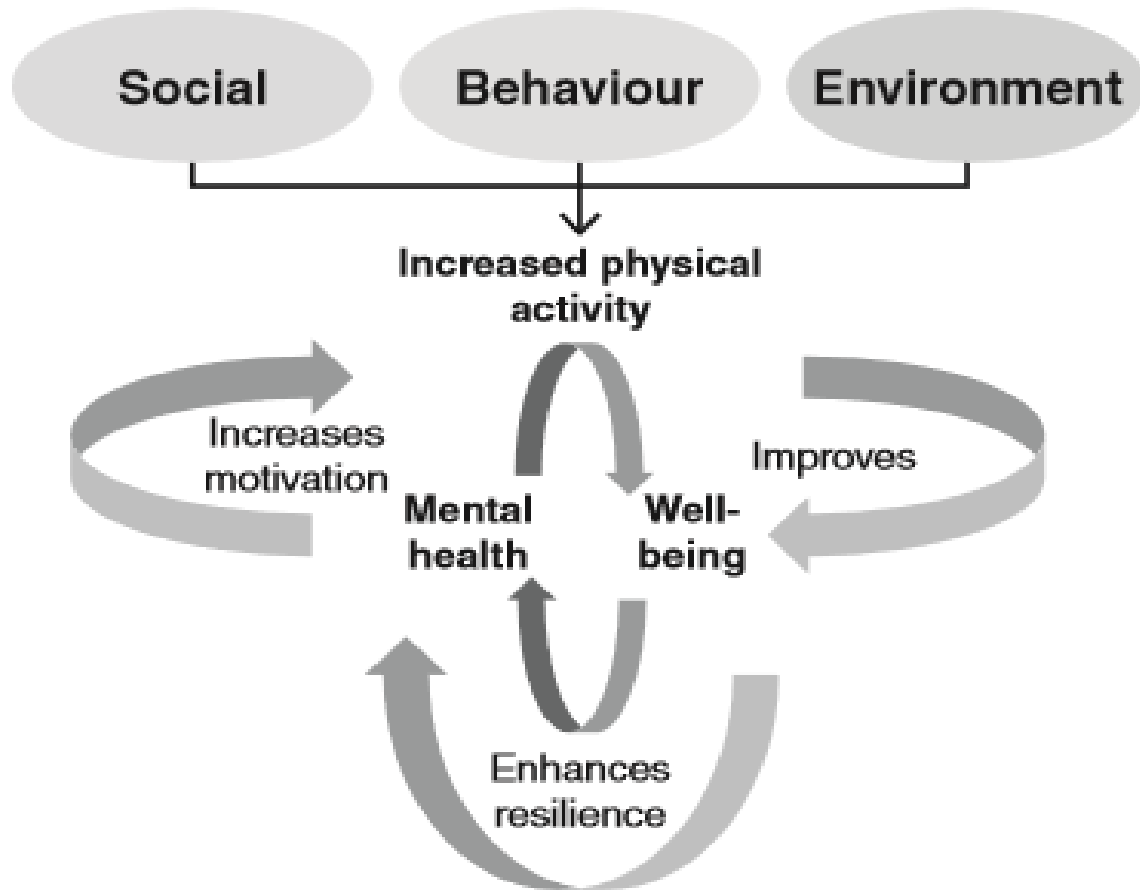 Social
Behaviour
Environment
Increased physical
activity
Increases
motivation
Improves
Mental
health
Well-
being
Enhances
resilience